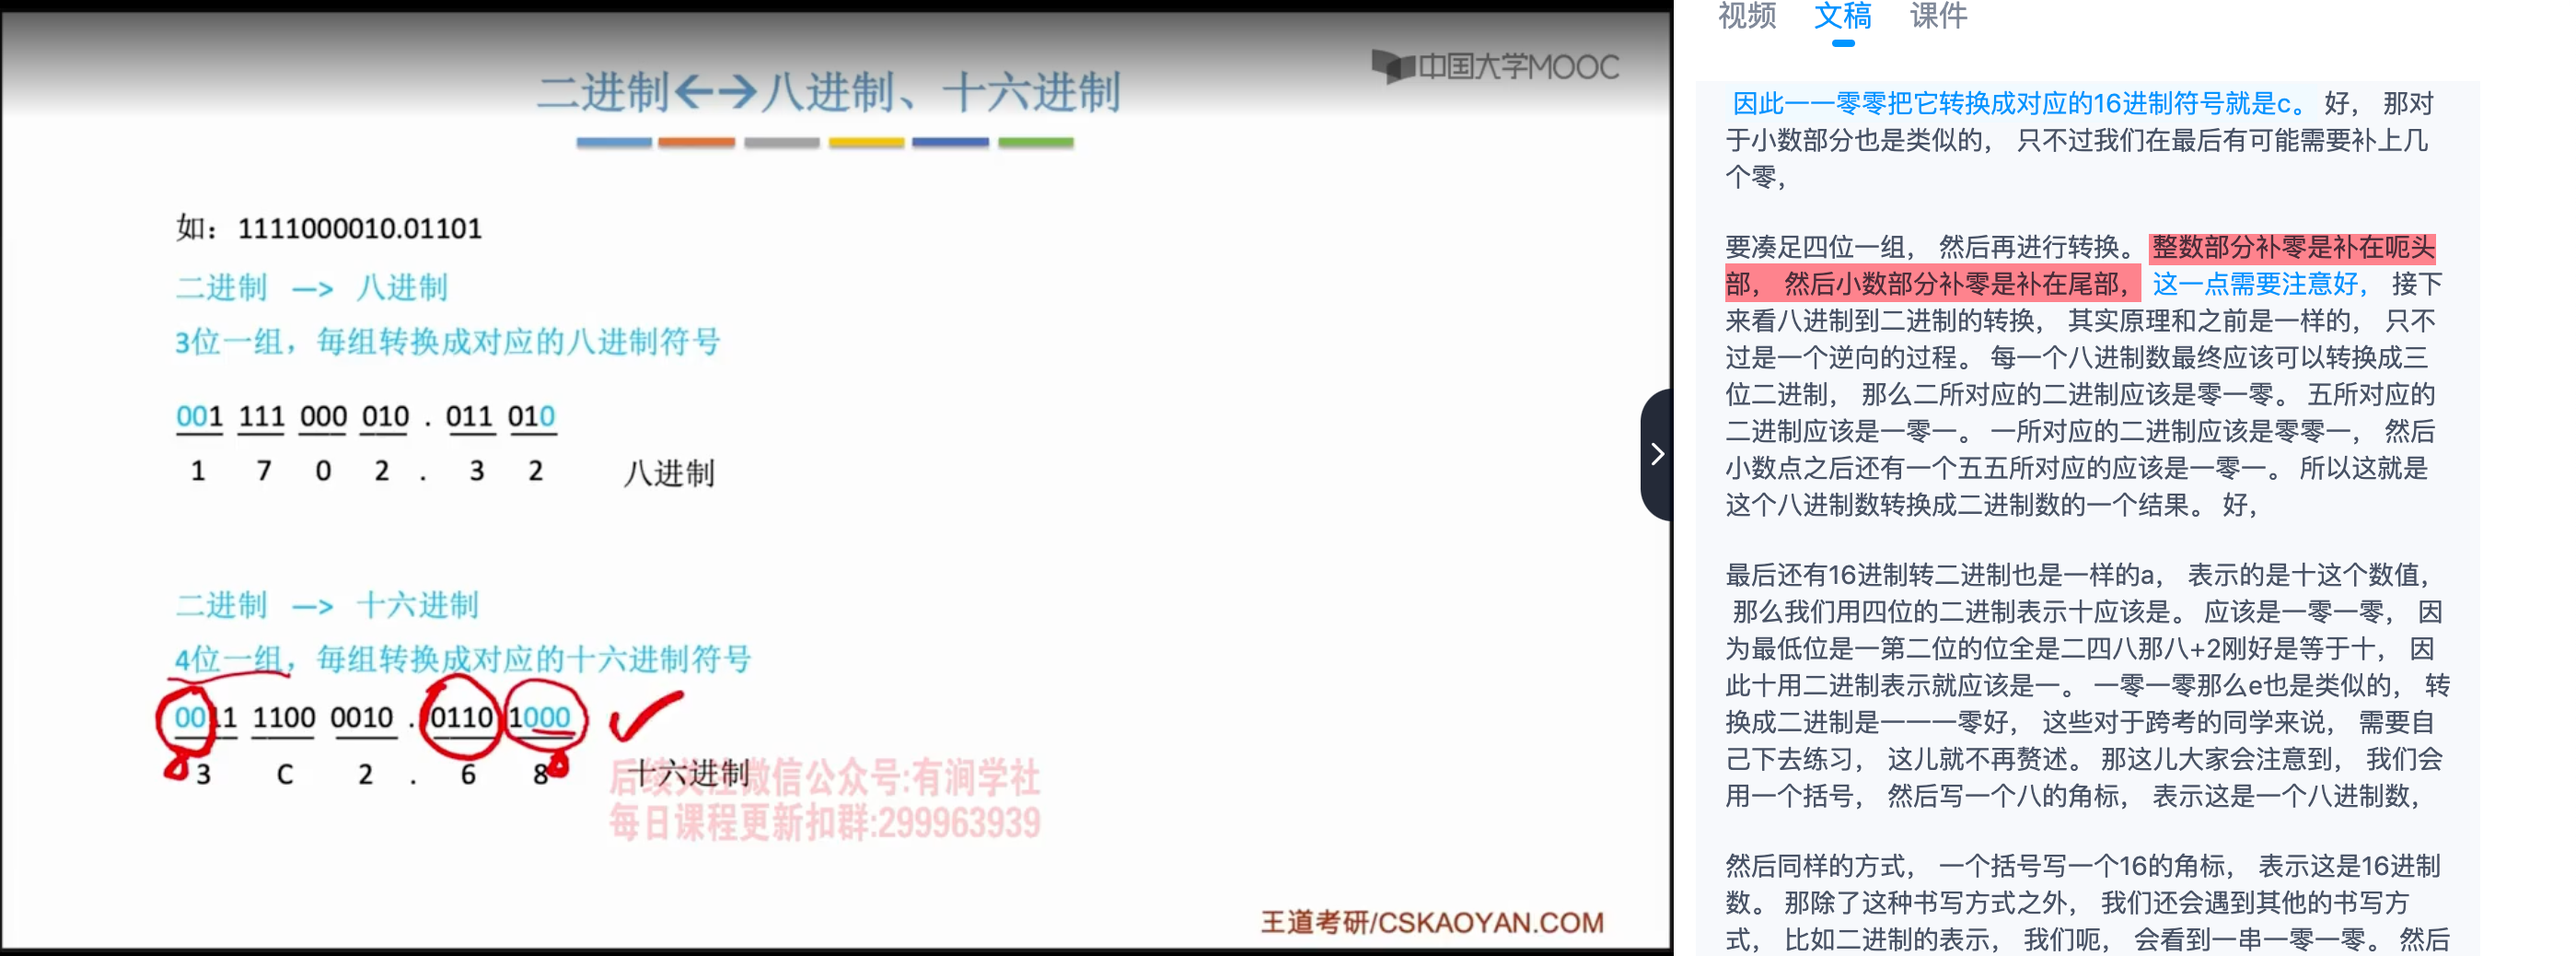 中国大学MOOC
二进制←→八进制、十六进制
如：1111000010.01101
二进制 —> 八进制
3位一组，每组转换成对应的八进制符号
001 111 000 010 . 011 010
1 7 0 2 . 3 2 八进制
二进制 —> 十六进制
4位一组，每组转换成对应的十六进制符号
0011 1100 0010 . 0110 1000
3 C 2 . 6 8 十六进制
后续关注微信公众号:有涧学社
每日课程更新扣群:299963939
王道考研/CSKAOYAN.COM
视频 文稿 课件
因此一一零零把它转换成对应的16进制符号就是c。 好， 那对
于小数部分也是类似的， 只不过我们在最后有可能需要补上几
个零，
要凑足四位一组， 然后再进行转换。 整数部分补零是补在呃头
部， 然后小数部分补零是补在尾部， 这一点需要注意好， 接下
来看八进制到二进制的转换， 其实原理和之前是一样的， 只不
过是一个逆向的过程。 每一个八进制数最终应该可以转换成三
位二进制， 那么二所对应的二进制应该是零一零。 五所对应的
二进制应该是一零一。 一所对应的二进制应该是零零一， 然后
小数点之后还有一个五五所对应的应该是一零一。 所以这就是
这个八进制数转换成二进制数的一个结果。 好，
最后还有16进制转二进制也是一样的a， 表示的是十这个数值，
那么我们用四位的二进制表示十应该是。 应该是一零一零， 因
为最低位是一第二位的位全是二四八那八+2刚好是等于十， 因
此十用二进制表示就应该是一。 一零一零那么e也是类似的， 转
换成二进制是一一一零好， 这些对于跨考的同学来说， 需要自
己下去练习， 这儿就不再赘述。 那这儿大家会注意到， 我们会
用一个括号， 然后写一个八的角标， 表示这是一个八进制数，
然后同样的方式， 一个括号写一个16的角标， 表示这是16进制
数。 那除了这种书写方式之外， 我们还会遇到其他的书写方
式， 比如二进制的表示， 我们呃， 会看到一串一零一零。 然后